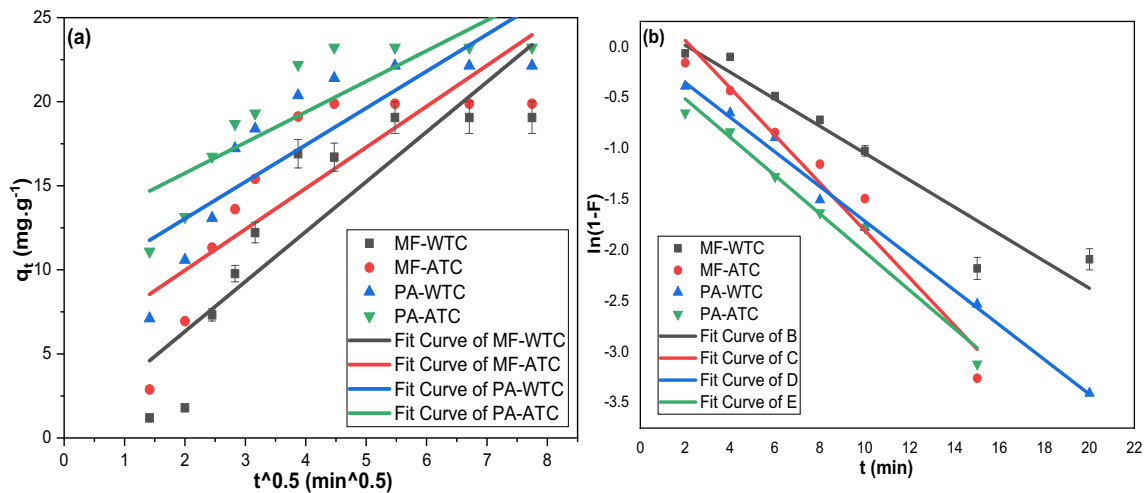 (a)
qt (mg.g-1)
25
20
15
10
5
0
MF-WTC
MF-ATC
PA-WTC
PA-ATC
Fit Curve of MF-WTC
Fit Curve of MF-ATC
Fit Curve of PA-WTC
Fit Curve of PA-ATC
0 1 2 3 4 5 6 7 8
t^0.5 (min^0.5)
(b)
ln(1-F)
0.0
-0.5
-1.0
-1.5
-2.0
-2.5
-3.0
-3.5
MF-WTC
MF-ATC
PA-WTC
PA-ATC
Fit Curve of B
Fit Curve of C
Fit Curve of D
Fit Curve of E
0 2 4 6 8 10 12 14 16 18 20 22
t (min)